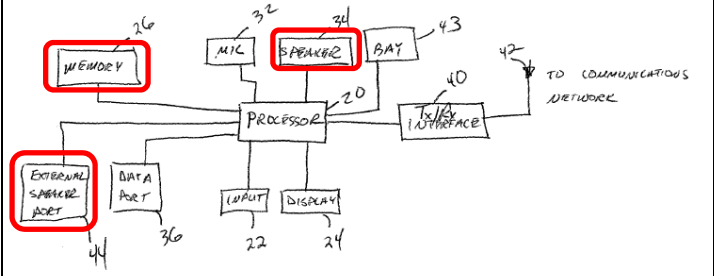 26
32
34
43
42
MEMORY
MIC
SPEAKER
BAY
40
TO COMMUNICATIONS
NETWORK
20
PROCESSOR
Tx/Rx
INTERFACE
EXTERNAL
SPEAKER
PORT
DATA
PORT
INPUT
DISPLAY
44
36
22
24